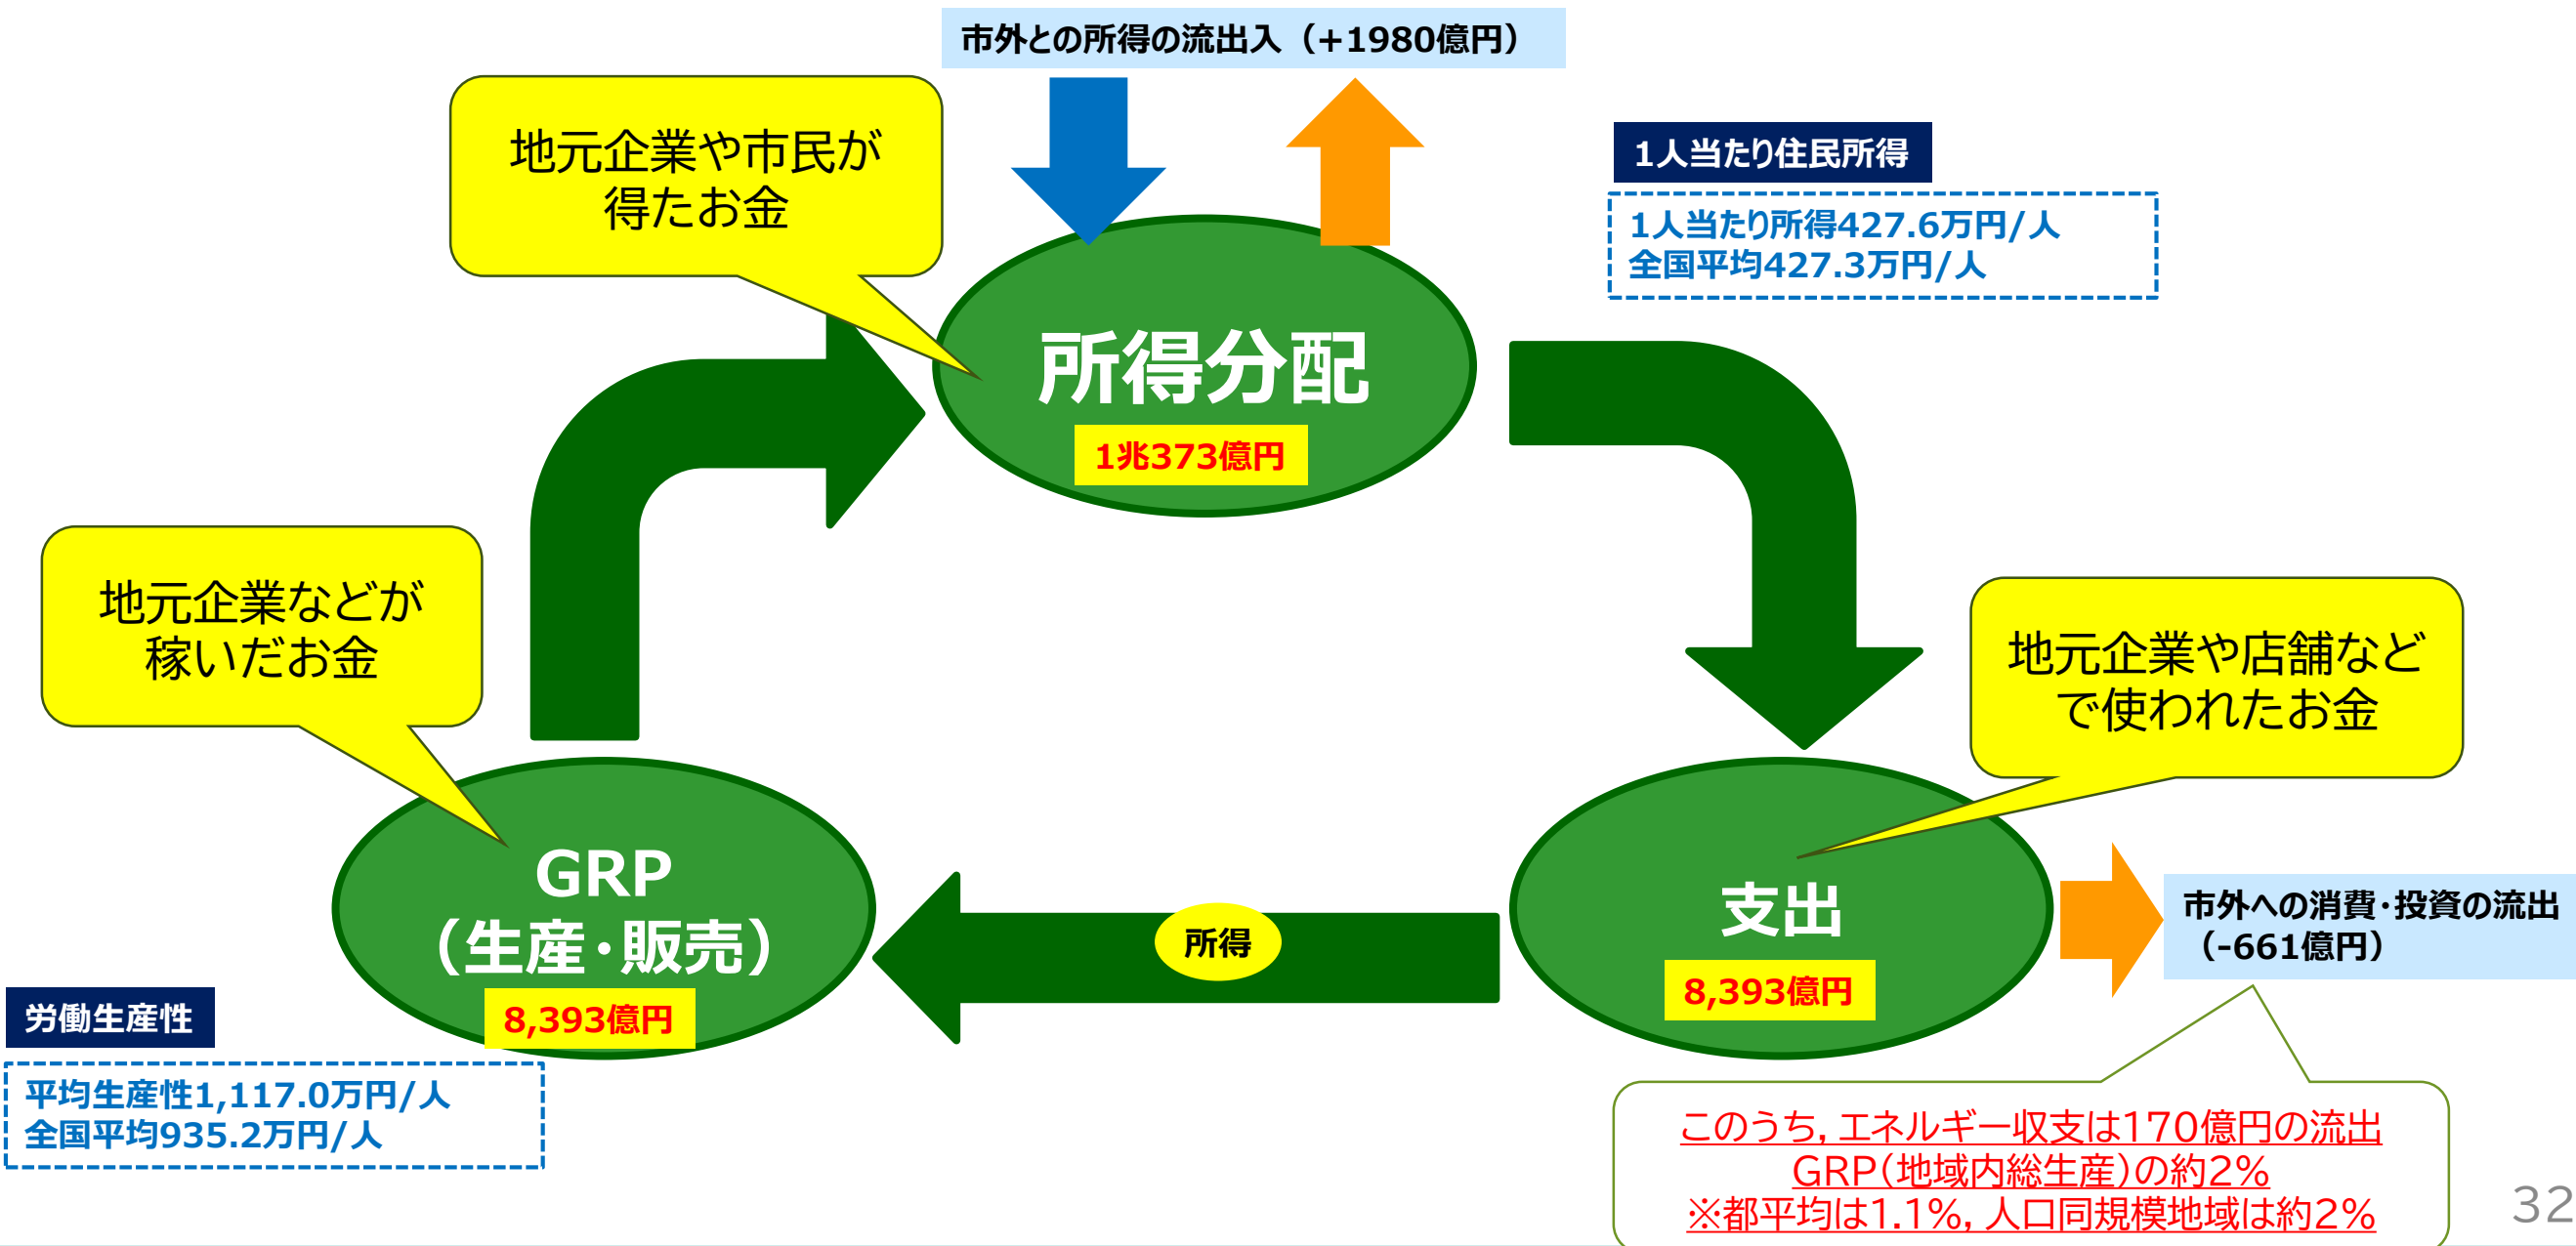 市外との所得の流出入（+1980億円）
地元企業や市民が
得たお金
1人当たり住民所得
1人当たり所得427.6万円/人
全国平均427.3万円/人
所得分配
1兆373億円
地元企業などが
稼いだお金
地元企業や店舗など
で使われたお金
GRP
（生産・販売）
8,393億円
所得
支出
8,393億円
市外への消費・投資の流出
（-661億円）
労働生産性
平均生産性1,117.0万円/人
全国平均935.2万円/人
このうち，エネルギー収支は170億円の流出
GRP（地域内総生産）の約2％
※都平均は1.1％，人口同規模地域は約2％
32